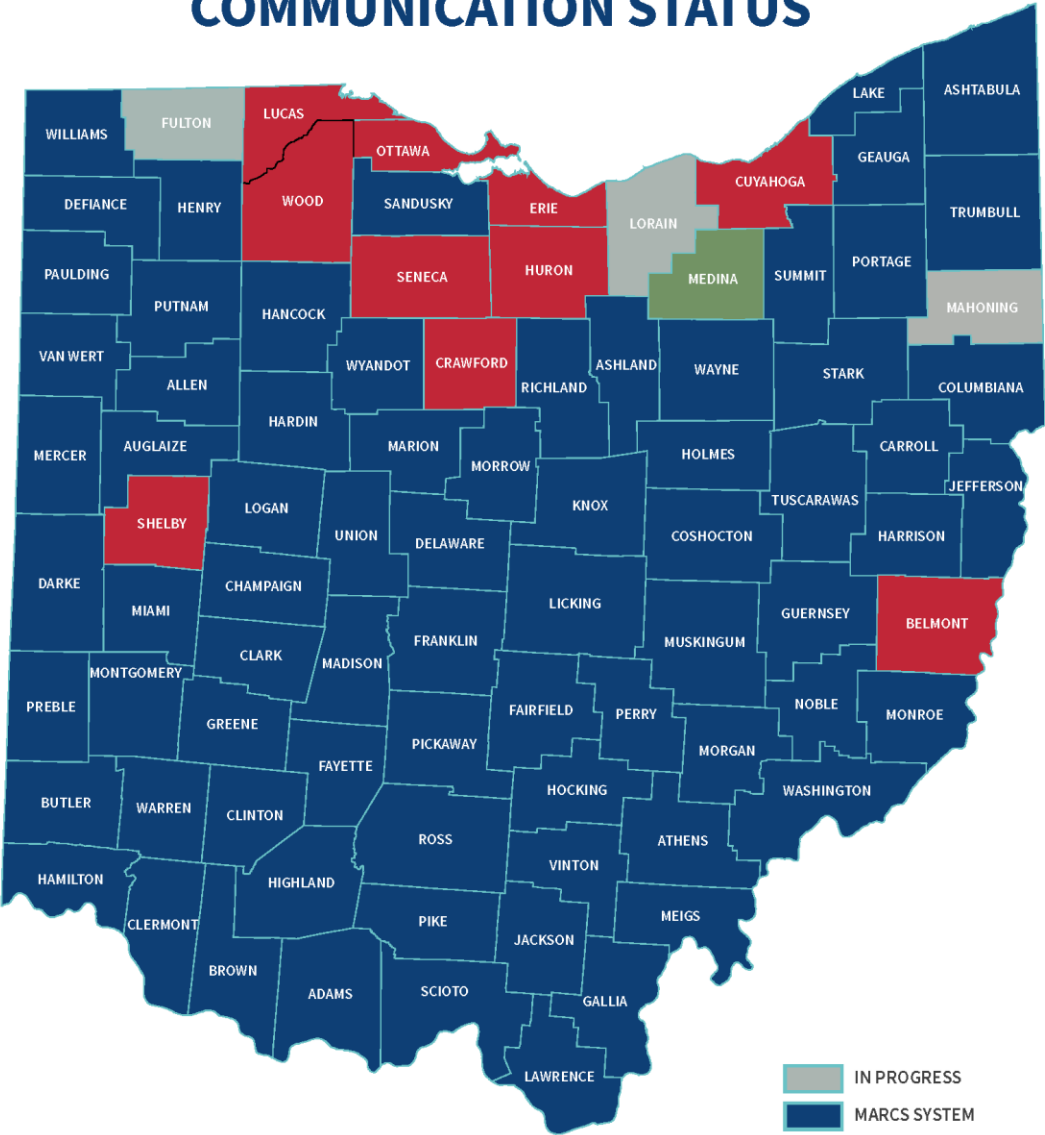 COMMUNICATION STATUS
ASHTABULA
LAKE
LUCAS
FULTON
WILLIAMS
OTTAWA
GEAUGA
CUYAHOGA
WOOD
SANDUSKY
DEFIANCE
HENRY
ERIE
TRUMBULL
LORAIN
PORTAGE
PAULDING
SENECA
HURON
MEDINA
SUMMIT
PUTNAM
HANCOCK
MAHONING
VAN WERT
WYANDOT
CRAWFORD
ASHLAND
WAYNE
STARK
ALLEN
RICHLAND
COLUMBIANA
HARDIN
AUGLAIZE
MARION
CARROLL
MERCER
MORROW
HOLMES
JEFFERSON
LOGAN
KNOX
TUSCARAWAS
SHELBY
UNION
DELAWARE
COSHOCTON
HARRISON
DARKE
CHAMPAIGN
MIAMI
LICKING
GUERNSEY
BELMONT
FRANKLIN
MUSKINGUM
CLARK
MADISON
MONTGOMERY
PREBLE
GREENE
FAIRFIELD
PERRY
NOBLE
MONROE
PICKAWAY
MORGAN
FAYETTE
HOCKING
WASHINGTON
BUTLER
WARREN
CLINTON
ROSS
ATHENS
VINTON
HAMILTON
HIGHLAND
CLERMONT
PIKE
MEIGS
JACKSON
BROWN
ADAMS
SCIOTO
GALLIA
LAWRENCE
IN PROGRESS
MARCS SYSTEM